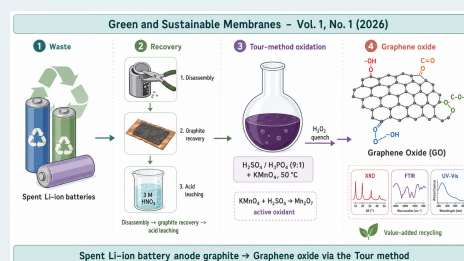 Green and Sustainable Membranes – Vol. 1, No. 1 (2026)
1 Waste
Spent Li-ion batteries
2 Recovery
1. Disassembly
2. Graphite
recovery
3. Acid
leaching
3 M
HNO₃
Disassembly → graphite recovery →
acid leaching
3 Tour-method oxidation
H₂SO₄ / H₃PO₄ (9:1)
+ KMnO₄, 50 °C
KMnO₄ + H₂SO₄ → Mn₂O₇
active oxidant
H₂O₂
quench
4 Graphene oxide
-OH
C=O
C-O-
-OH
Graphene Oxide (GO)
XRD
FTIR
UV-Vis
Value-added recycling
Spent Li-ion battery anode graphite → Graphene oxide via the Tour method